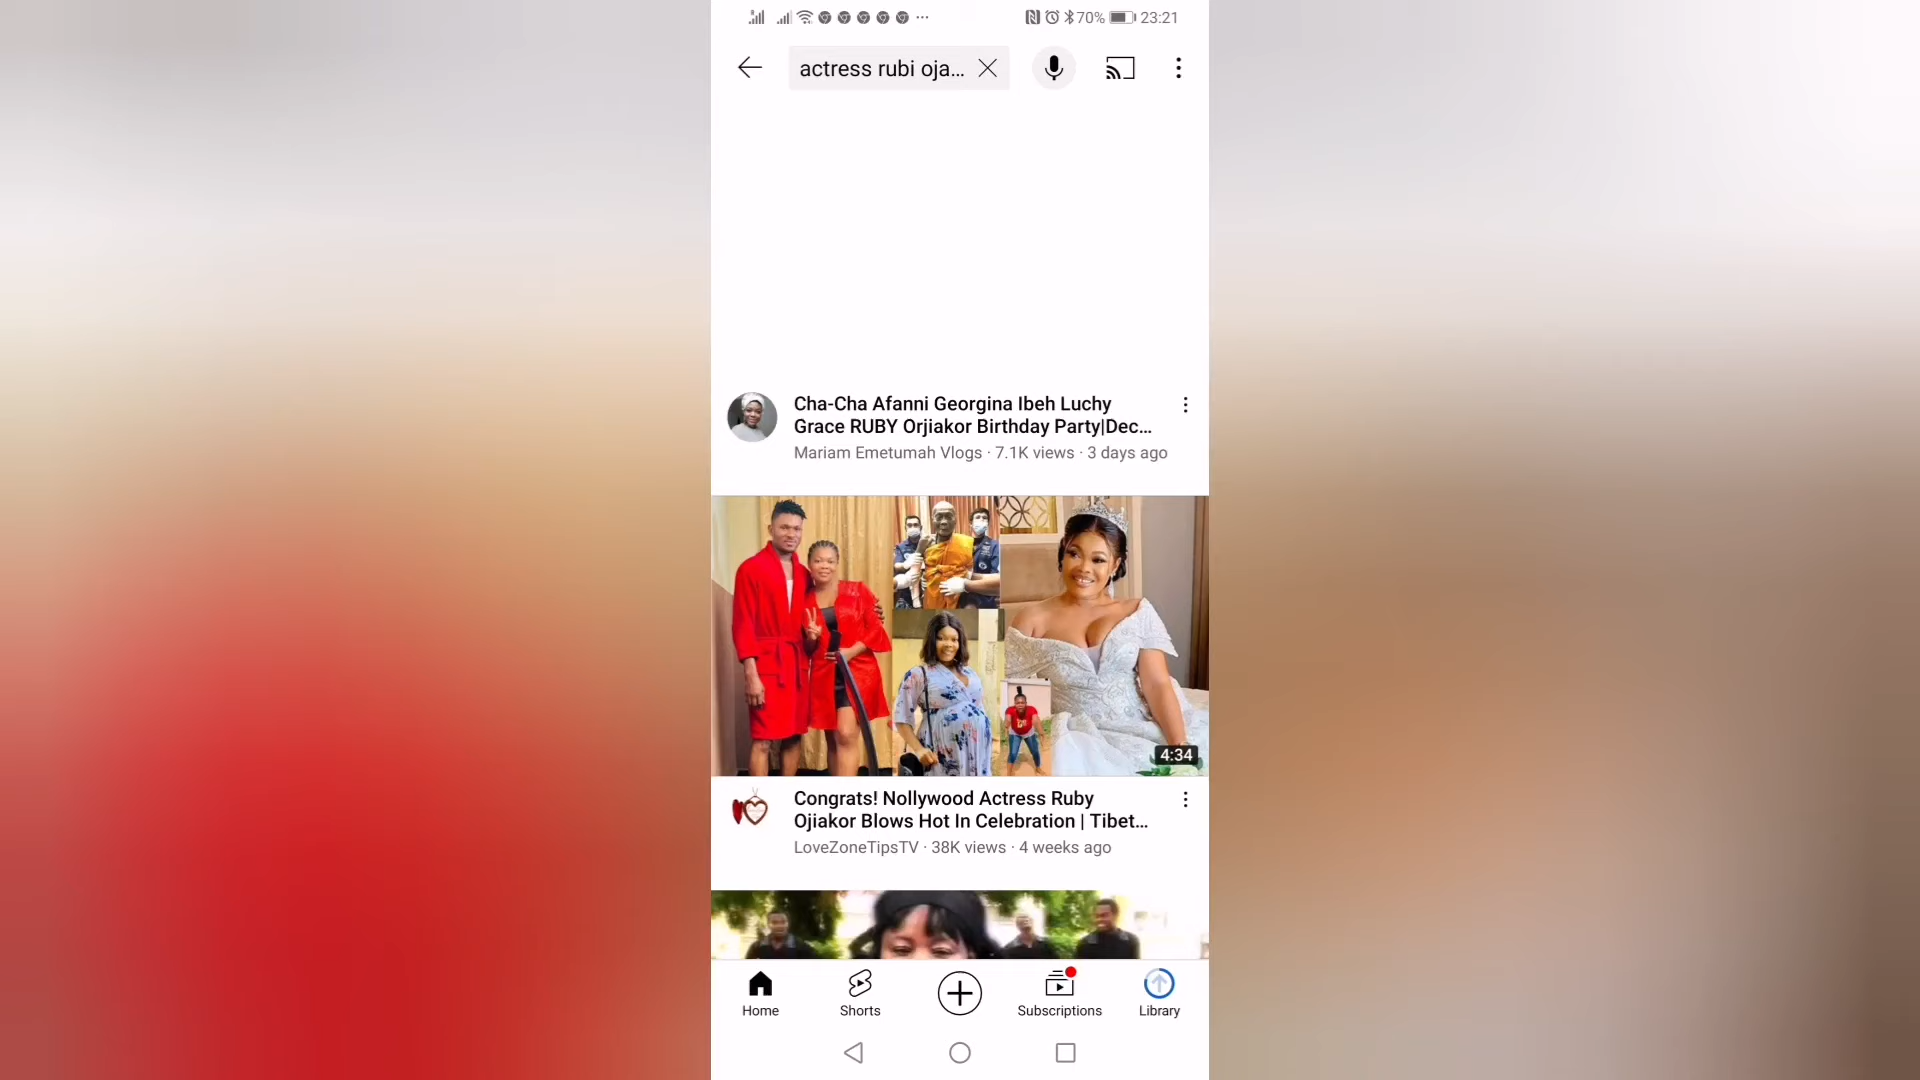 70% 23:21
actress rubi oja...
Cha-Cha Afanni Georgina Ibeh Luchy
Grace RUBY Orjiakor Birthday Party|Dec...
Mariam Emetumah Vlogs · 7.1K views · 3 days ago
4:34
Congrats! Nollywood Actress Ruby
Ojiakor Blows Hot In Celebration | Tibet...
LoveZoneTipsTV · 38K views · 4 weeks ago
Home Shorts Subscriptions Library